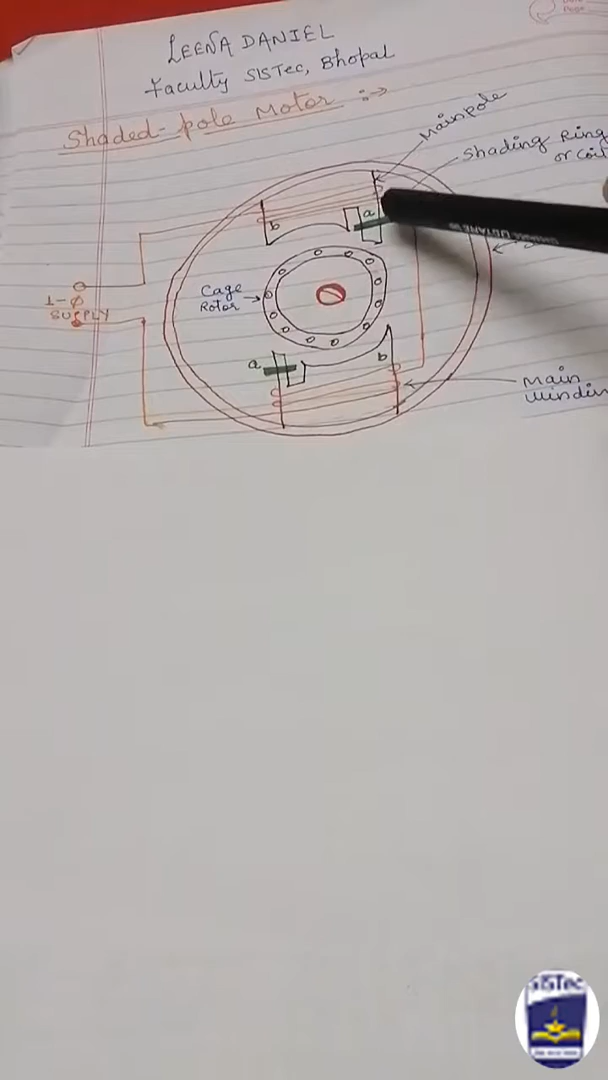 LEENA DANIEL
Faculty SISTec, Bhopal
Shaded-pole Motor :->
Main pole
Shading Ring
or Coil
b
a
Cage
Rotor
1-Φ
SUPPLY
a
b
Main
SISTec